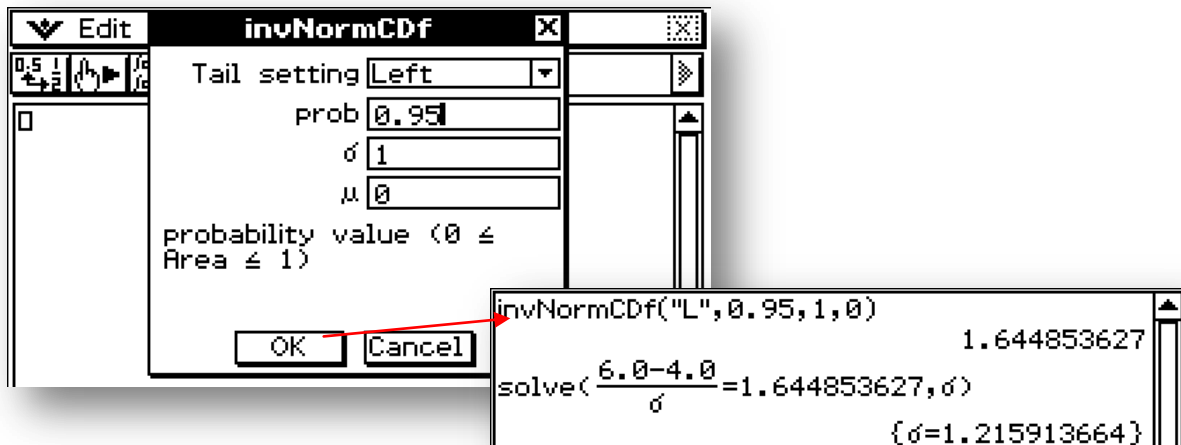 Edit
invNormCDf
Tail setting Left
prob 0.95
σ 1
μ 0
probability value (0 ≤
Area ≤ 1)
OK Cancel
invNormCDf("L",0.95,1,0)
1.644853627
solve(6.0-4.0/σ=1.644853627,σ)
{σ=1.215913664}